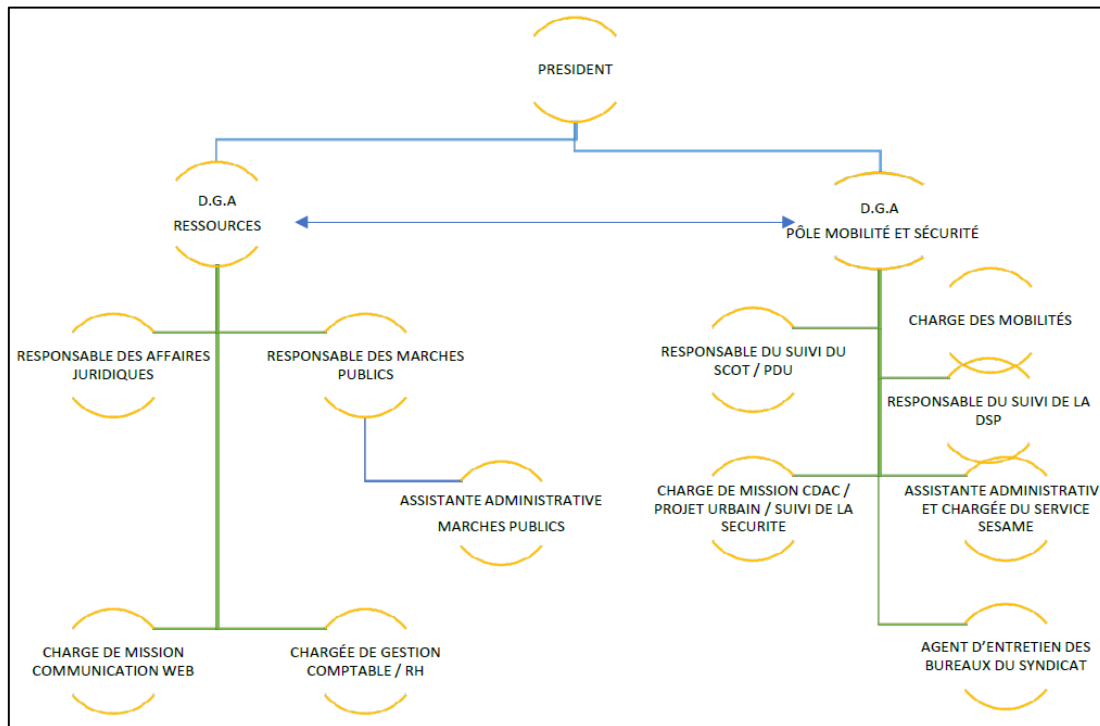 PRESIDENT
D.G.A
RESSOURCES
D.G.A
PÔLE MOBILITÉ ET SÉCURITÉ
RESPONSABLE DES AFFAIRES
JURIDIQUES
RESPONSABLE DES MARCHES
PUBLICS
ASSISTANTE ADMINISTRATIVE
MARCHES PUBLICS
CHARGE DE MISSION
COMMUNICATION WEB
CHARGÉE DE GESTION
COMPTABLE / RH
CHARGE DES MOBILITÉS
RESPONSABLE DU SUIVI DU
SCOT / PDU
RESPONSABLE DU SUIVI DE LA
DSP
CHARGE DE MISSION CDAC /
PROJET URBAIN / SUIVI DE LA
SECURITE
ASSISTANTE ADMINISTRATIV
ET CHARGÉE DU SERVICE
SESAME
AGENT D’ENTRETIEN DES
BUREAUX DU SYNDICAT